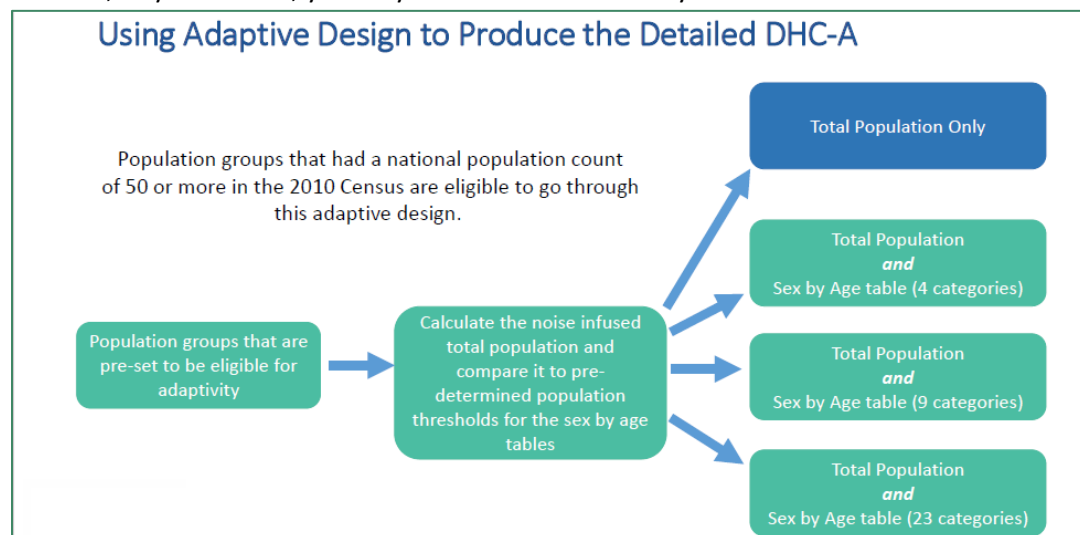 Using Adaptive Design to Produce the Detailed DHC-A
Population groups that had a national population count
of 50 or more in the 2010 Census are eligible to go through
this adaptive design.
Population groups that are
pre-set to be eligible for
adaptivity
Calculate the noise infused
total population and
compare it to pre-
determined population
thresholds for the sex by age
tables
Total Population Only
Total Population
and
Sex by Age table (4 categories)
Total Population
and
Sex by Age table (9 categories)
Total Population
and
Sex by Age table (23 categories)